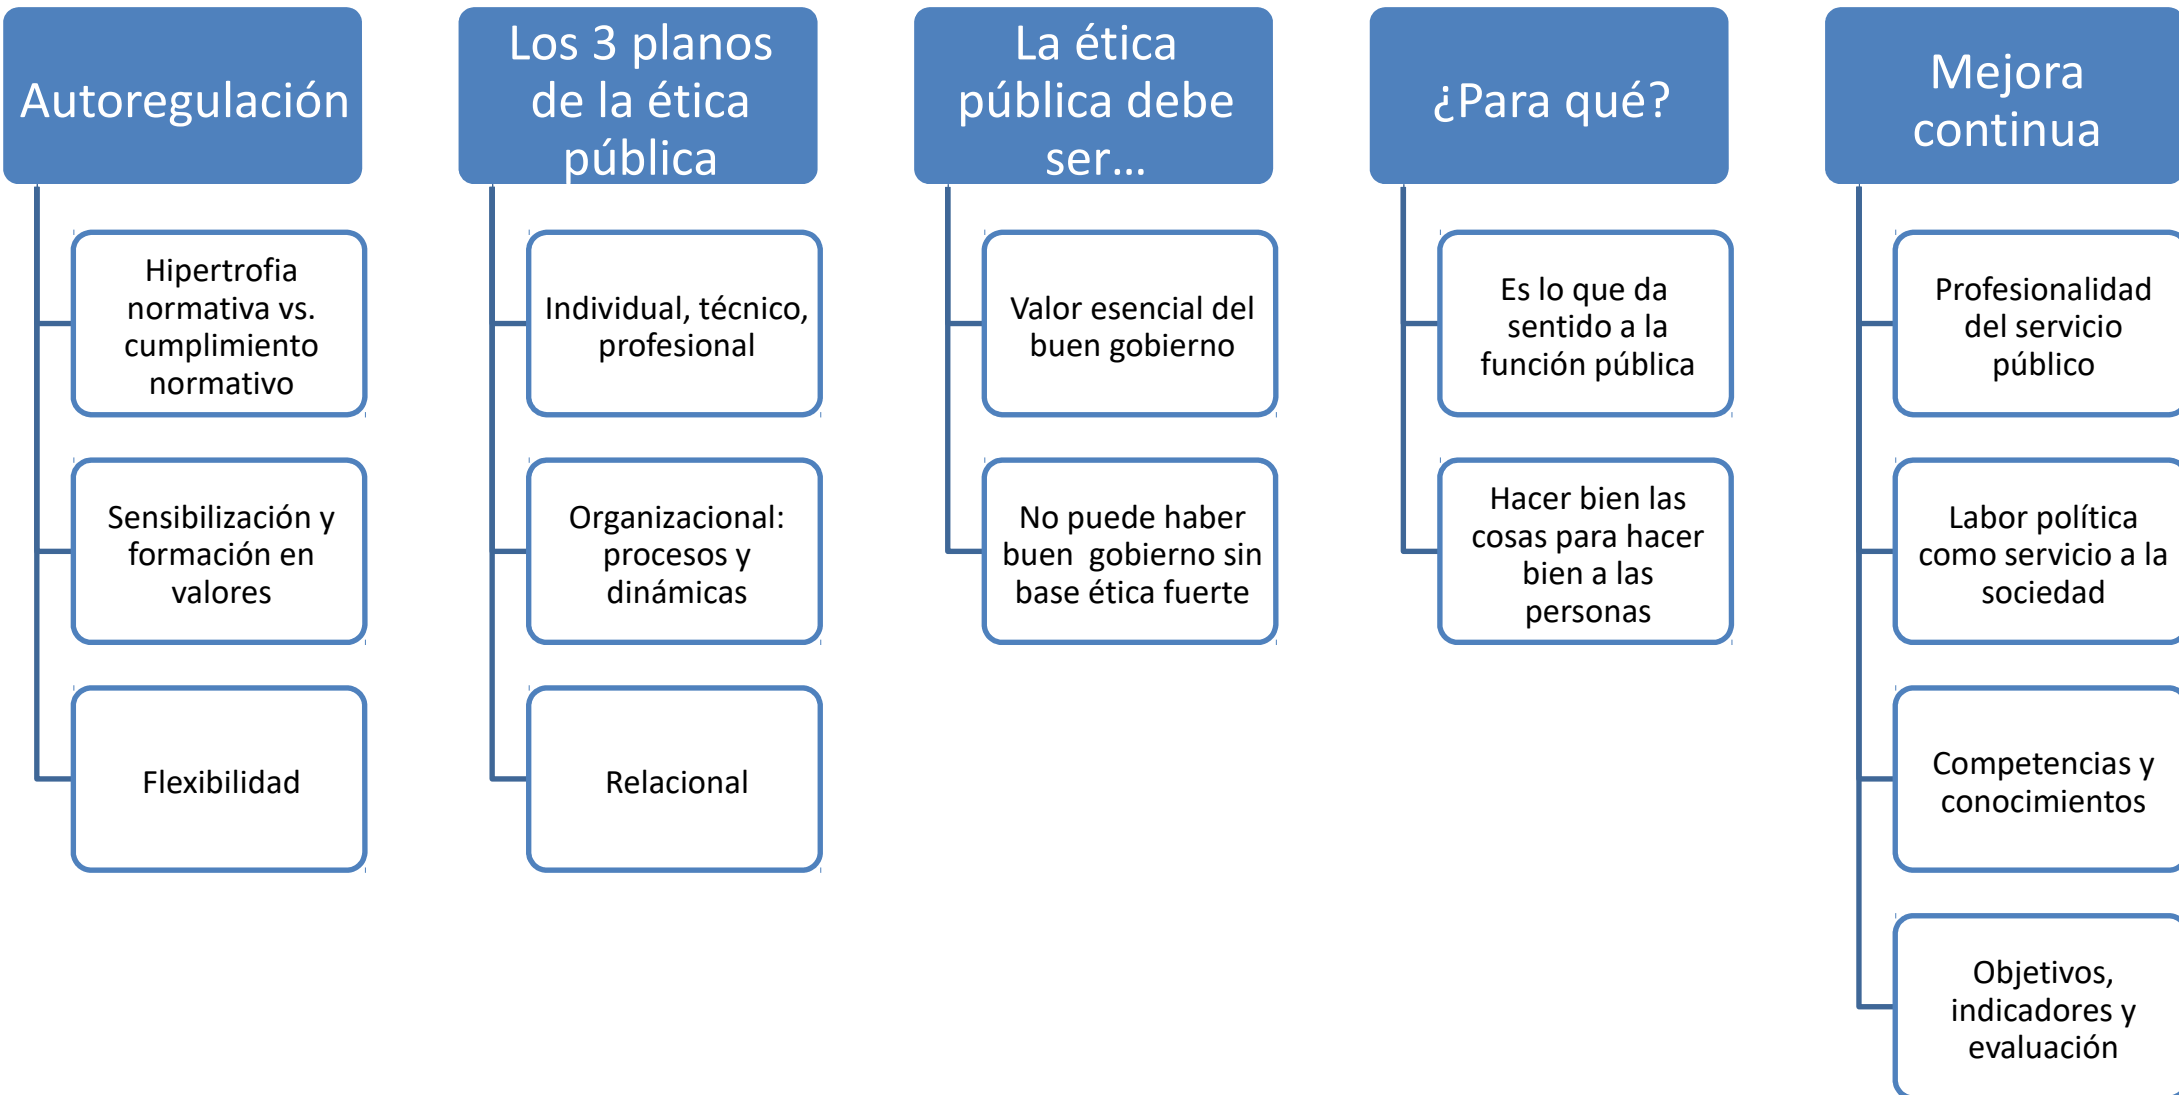 Autoregulación
Hipertrofia
normativa vs.
cumplimiento
normativo
Sensibilización y
formación en
valores
Flexibilidad
Los 3 planos
de la ética
pública
Individual, técnico,
profesional
Organizacional:
procesos y
dinámicas
Relacional
La ética
pública debe
ser…
Valor esencial del
buen gobierno
No puede haber
buen  gobierno sin
base ética fuerte
¿Para qué?
Es lo que da
sentido a la
función pública
Hacer bien las
cosas para hacer
bien a las
personas
Mejora
continua
Profesionalidad
del servicio
público
Labor política
como servicio a la
sociedad
Competencias y
conocimientos
Objetivos,
indicadores y
evaluación